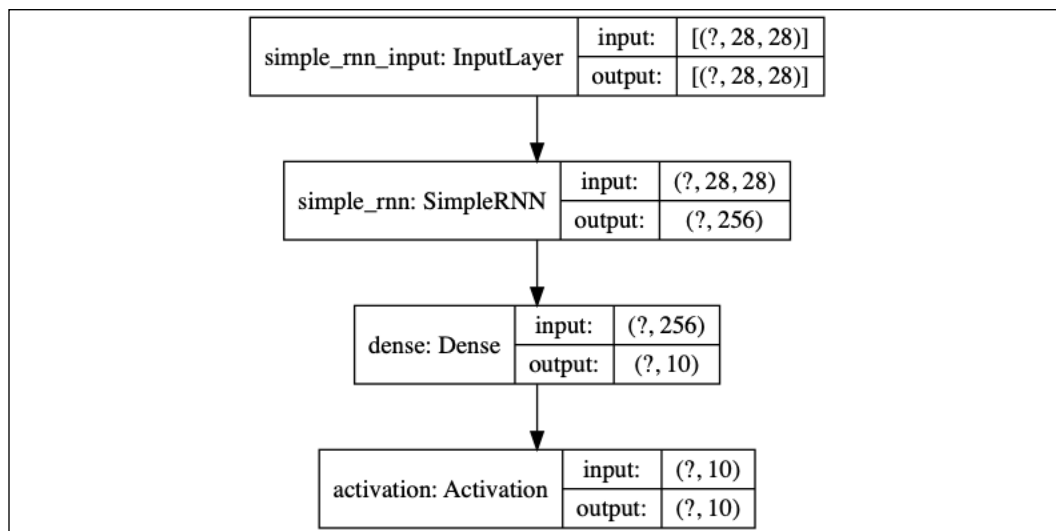 simple_rnn_input: InputLayer
input: [(?, 28, 28)]
output: [(?, 28, 28)]
simple_rnn: SimpleRNN
input: (?, 28, 28)
output: (?, 256)
dense: Dense
input: (?, 256)
output: (?, 10)
activation: Activation
input: (?, 10)
output: (?, 10)